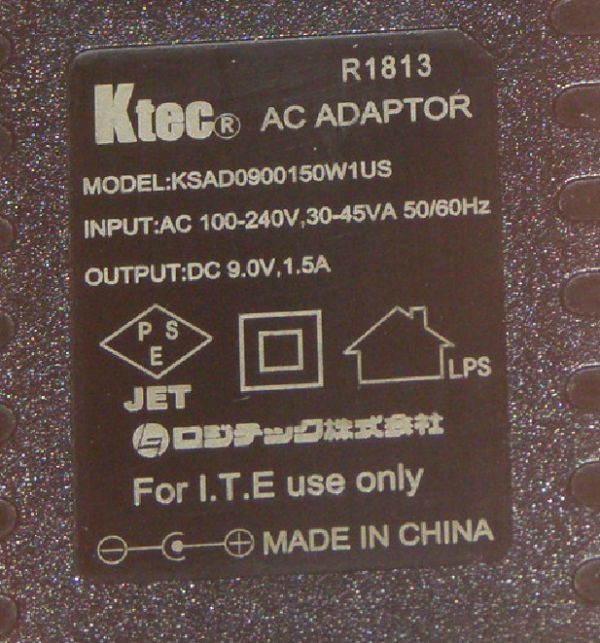 R1813
Ktec® AC ADAPTOR
MODEL:KSAD0900150W1US
INPUT:AC 100-240V,30-45VA 50/60Hz
OUTPUT:DC 9.0V,1.5A
P S
E
JET
LPS
ロジテック株式会社
For I.T.E use only
MADE IN CHINA